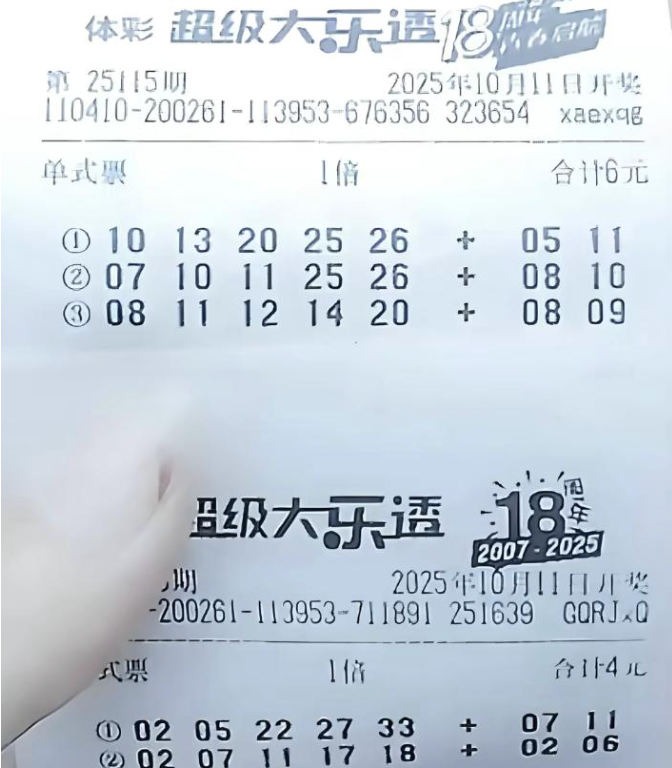 体彩 超级大乐透 18周年
第 25115期 2025年10月11日开奖
110410-200261-113953-676356 323654 xaexqg
单式票 1倍 合计6元
① 10 13 20 25 26 + 05 11
② 07 10 11 25 26 + 08 10
③ 08 11 12 14 20 + 08 09
超级大乐透 18周年
2007-2025
期 2025年10月11日开奖
-200261-113953-711891 251639 GQRJxQ
式票 1倍 合计4元
① 02 05 22 27 33 + 07 11
② 02 07 11 17 18 + 02 06